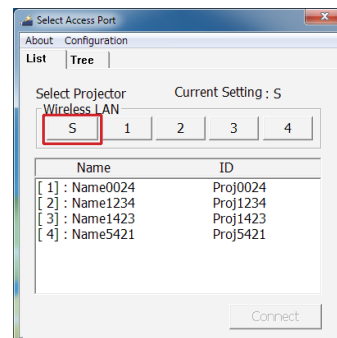 Select Access Port
About Configuration
List Tree
Select Projector Current Setting : S
Wireless LAN
S 1 2 3 4
Name ID
[ 1] : Name0024 Proj0024
[ 2] : Name1234 Proj1234
[ 3] : Name1423 Proj1423
[ 4] : Name5421 Proj5421
Connect